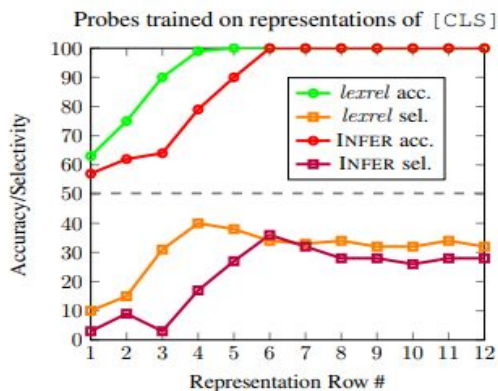 Probes trained on representations of [CLS]
100
90
80
70
60
50
40
30
20
10
0
Accuracy/Selectivity
lexrel acc.
lexrel sel.
INFER acc.
INFER sel.
1 2 3 4 5 6 7 8 9 10 11 12
Representation Row #